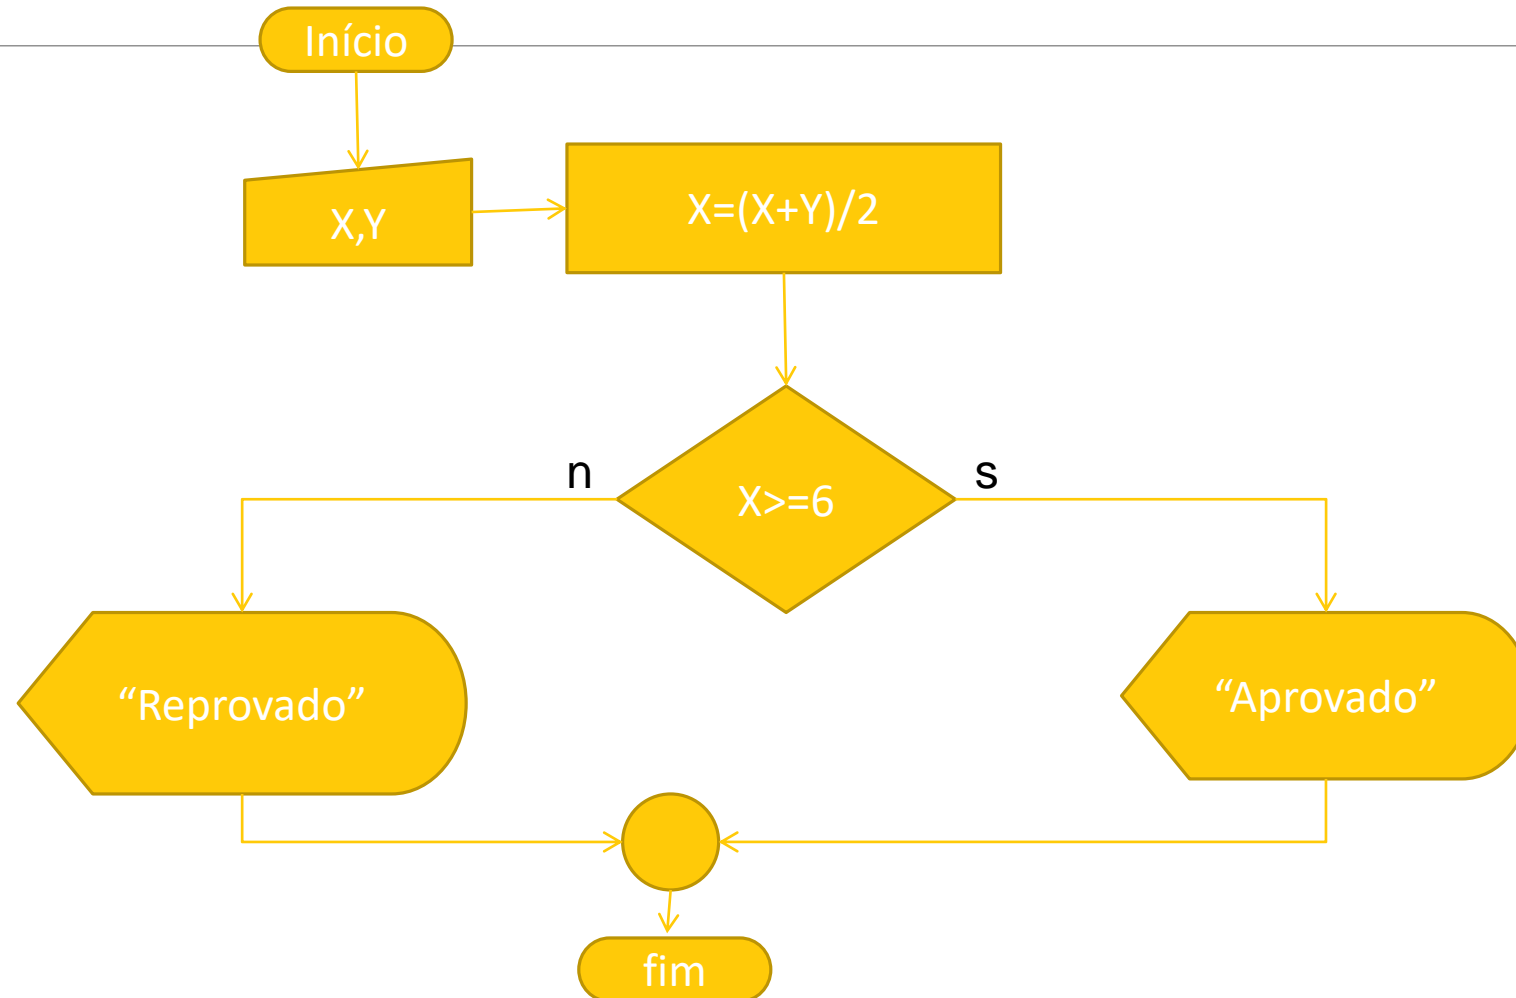 Início
X,Y
X=(X+Y)/2
n
s
X>=6
“Reprovado”
“Aprovado”
fim